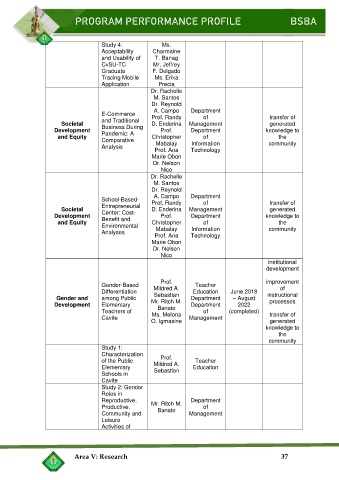 PROGRAM PERFORMANCE PROFILE BSBA
Study 4:
Acceptability
and Usability of
CvSU-TC
Graduate
Tracing Mobile
Application
Ms.
Charmaine
T. Banag
Mr. Jeffrey
F. Delgado
Ms. Erika
Precia
Societal
Development
and Equity
E-Commerce
and Traditional
Business During
Pandemic: A
Comparative
Analysis
Dr. Rachelle
M. Santos
Dr. Reynold
A. Campo
Prof. Randy
D. Enderina
Prof.
Christopher
Mabalay
Prof. Ana
Marie Obon
Dr. Nelson
Nico
Department
of
Management
Department
of
Information
Technology
transfer of
generated
knowledge to
the
community
Societal
Development
and Equity
School-Based-
Entrepreneurial
Center: Cost-
Benefit and
Environmental
Analyses
Dr. Rachelle
M. Santos
Dr. Reynold
A. Campo
Prof. Randy
D. Enderina
Prof.
Christopher
Mabalay
Prof. Ana
Marie Obon
Dr. Nelson
Nico
Department
of
Management
Department
of
Information
Technology
transfer of
generated
knowledge to
the
community
Gender and
Development
Gender-Based
Differentiation
among Public
Elementary
Teachers of
Cavite
Prof.
Mildred A.
Sebastian
Mr. Ritch M.
Banate
Ms. Melona
O. Igmasine
Teacher
Education
Department
Department
of
Management
June 2018
– August
2022
(completed)
institutional
development
improvement
of
instructional
processes
transfer of
generated
knowledge to
the
community
Study 1:
Characterization
of the Public
Elementary
Schools in
Cavite
Prof.
Mildred A.
Sebastian
Teacher
Education
Study 2: Gender
Roles in
Reproductive,
Productive,
Community and
Leisure
Activities of
Mr. Ritch M.
Banate
Department
of
Management
Area V: Research 37